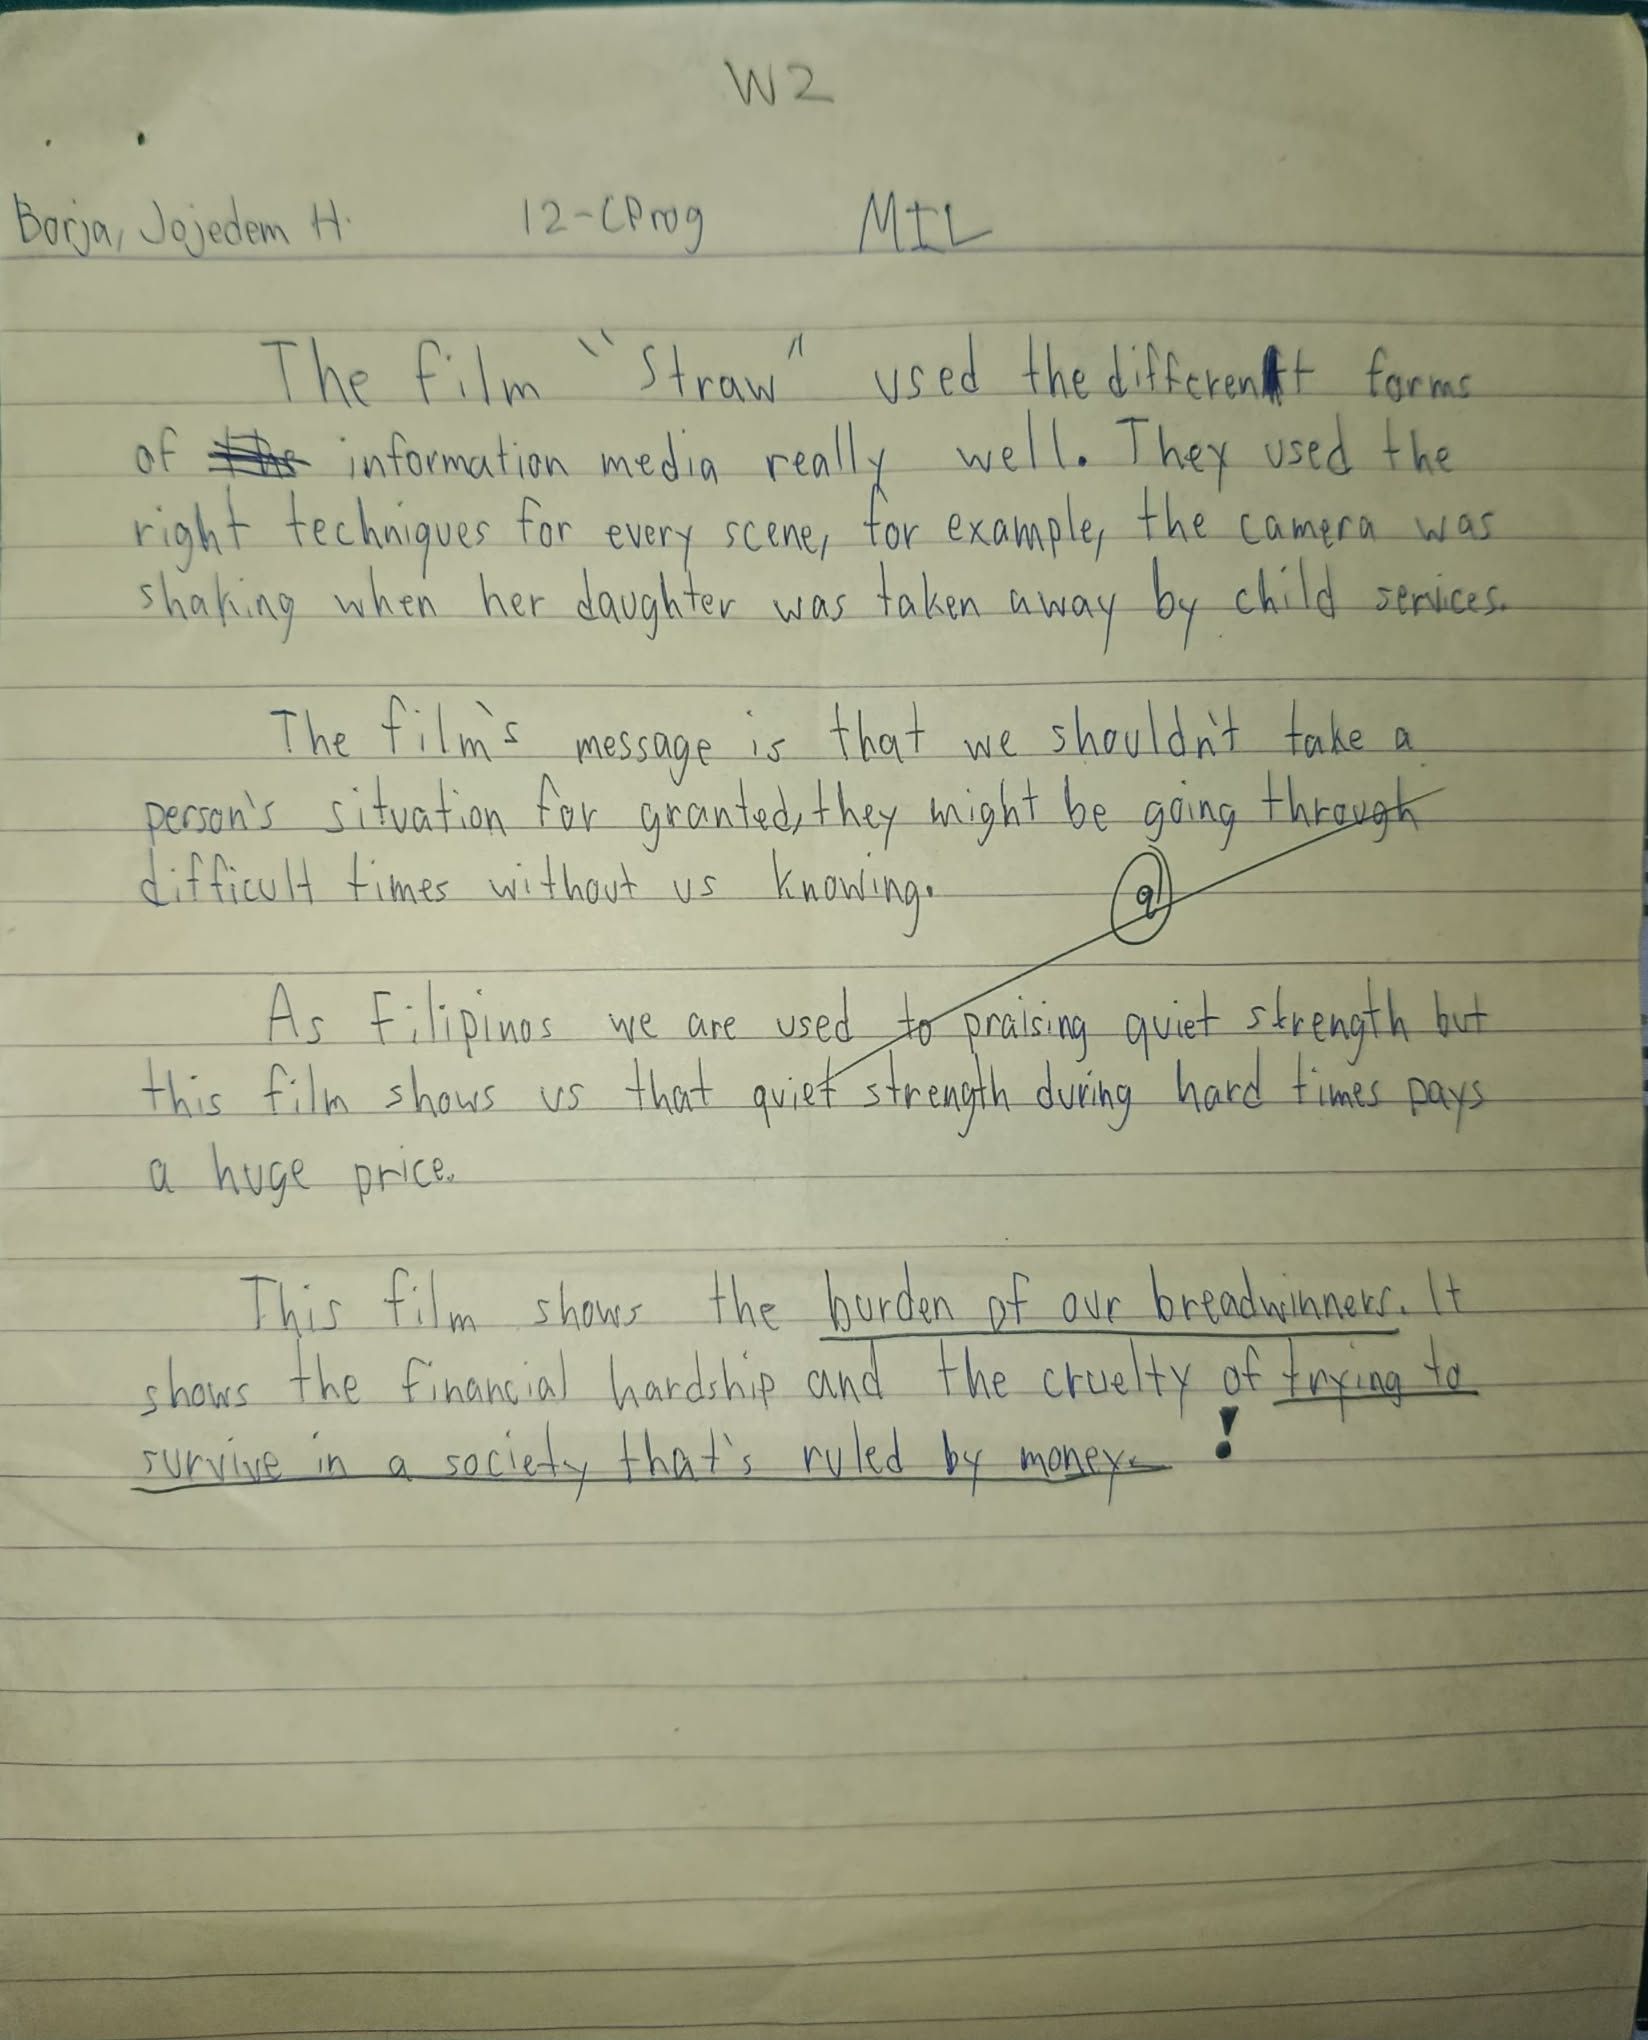 W2
Borja, Jojedem H. 12-CProg MIL
The film "Straw" used the different forms
of the information media really well. They used the
right techniques for every scene, for example, the camera was
shaking when her daughter was taken away by child services.
The film's message is that we shouldn't take a
person's situation for granted, they might be going through
difficult times without us knowing.
9
As Filipinos we are used to praising quiet strength but
this film shows us that quiet strength during hard times pays
a huge price.
This film shows the burden of our breadwinners. It
shows the financial hardship and the cruelty of trying to
survive in a society that's ruled by money. !